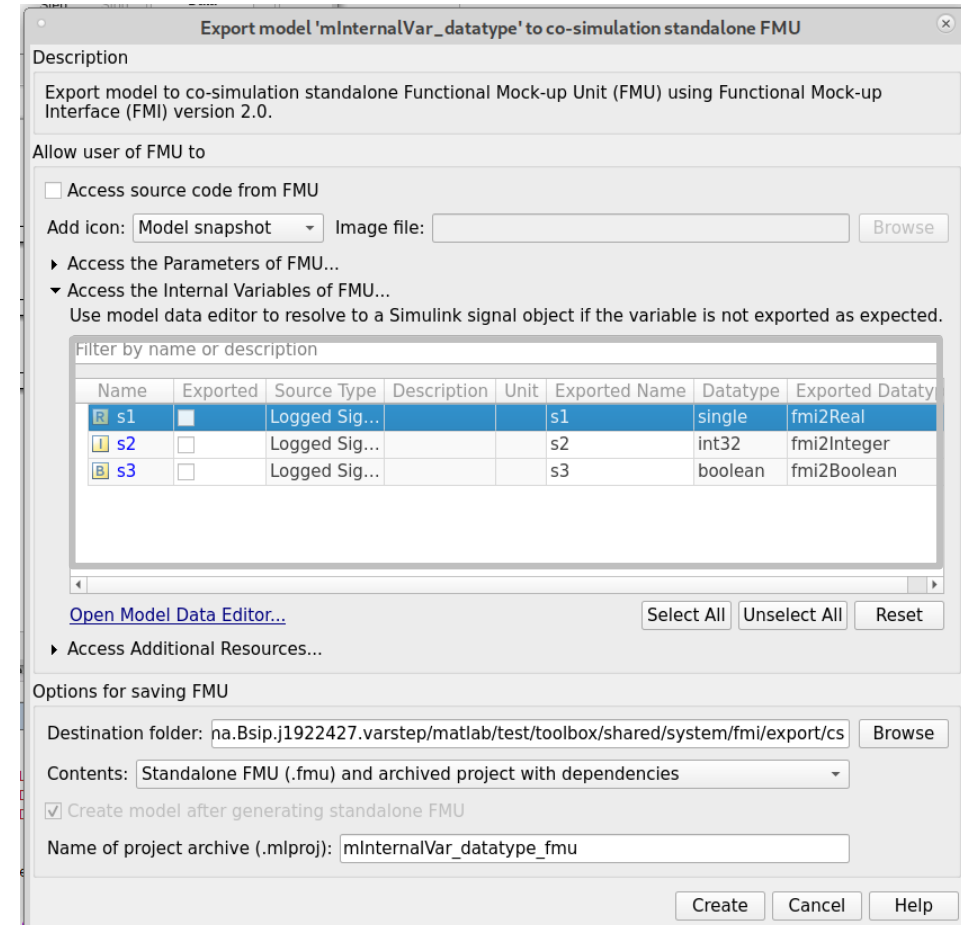 Export model 'mInternalVar_datatype' to co-simulation standalone FMU
Description
Export model to co-simulation standalone Functional Mock-up Unit (FMU) using Functional Mock-up
Interface (FMI) version 2.0.
Allow user of FMU to
Access source code from FMU
Add icon: Model snapshot Image file: Browse
Access the Parameters of FMU...
Access the Internal Variables of FMU...
Use model data editor to resolve to a Simulink signal object if the variable is not exported as expected.
Filter by name or description
Name Exported Source Type Description Unit Exported Name Datatype Exported Dataty
R s1 Logged Sig... s1 single fmi2Real
I s2 Logged Sig... s2 int32 fmi2Integer
B s3 Logged Sig... s3 boolean fmi2Boolean
Open Model Data Editor... Select All Unselect All Reset
Access Additional Resources...
Options for saving FMU
Destination folder: na.Bsip.j1922427.varstep/matlab/test/toolbox/shared/system/fmi/export/cs Browse
Contents: Standalone FMU (.fmu) and archived project with dependencies
Create model after generating standalone FMU
Name of project archive (.mlproj): mInternalVar_datatype_fmu
Create Cancel Help